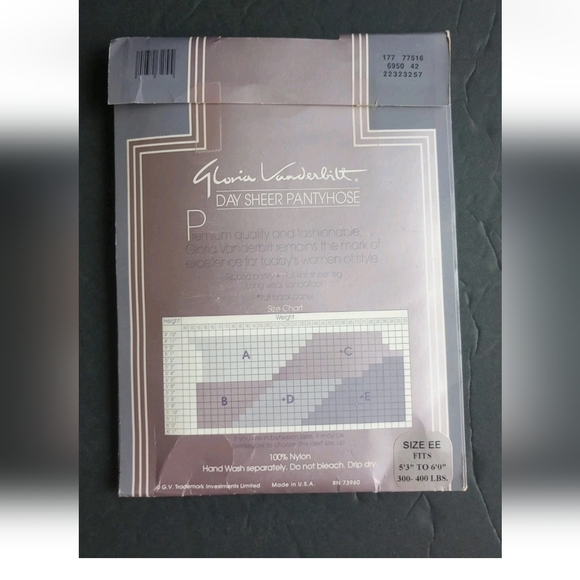 177 77516
6950 42
22323257
Gloria Vanderbilt®
DAY SHEER PANTYHOSE
Premium quality and fashionable,
Gloria Vanderbilt remains the mark of
excellence for today's women of style.
Size Chart
Height
Weight
A
•C
B
•D
•E
100% Nylon
Hand Wash separately. Do not bleach. Drip dry.
G.V. Trademark Investments Limited
Made in U.S.A.
RN 73960
SIZE EE
FITS
5'3" TO 6'0"
300- 400 LBS.